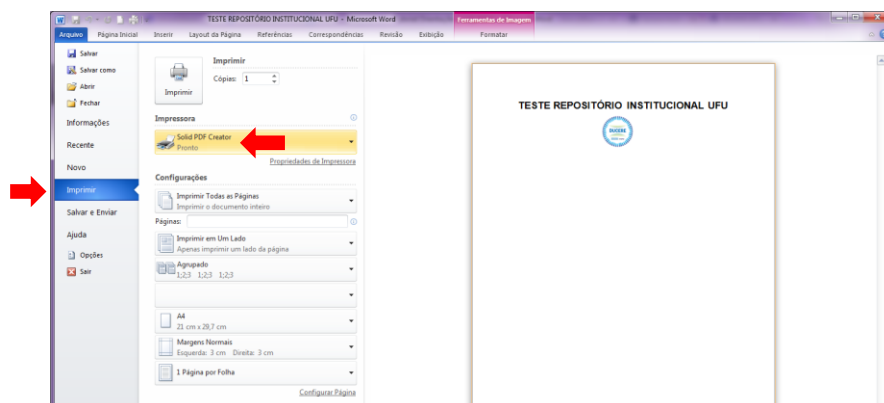 TESTE REPOSITÓRIO INSTITUCIONAL UFU - Microsoft Word
Ferramentas de Imagem
Arquivo
Página Inicial
Inserir
Layout da Página
Referências
Correspondências
Revisão
Exibição
Formatar
Salvar
Salvar como
Abrir
Fechar
Informações
Recente
Novo
Imprimir
Salvar e Enviar
Ajuda
Opções
Sair
Imprimir
Cópias: 1
Imprimir
Impressora
Solid PDF Creator
Pronto
Propriedades de Impressora
Configurações
Imprimir Todas as Páginas
Imprimir o documento inteiro
Páginas:
Imprimir em Um Lado
Apenas imprimir um lado da página
Agrupado
1;2;3 1;2;3 1;2;3
A4
21 cm x 29,7 cm
Margens Normais
Esquerda: 3 cm Direita: 3 cm
1 Página por Folha
Configurar Página
TESTE REPOSITÓRIO INSTITUCIONAL UFU